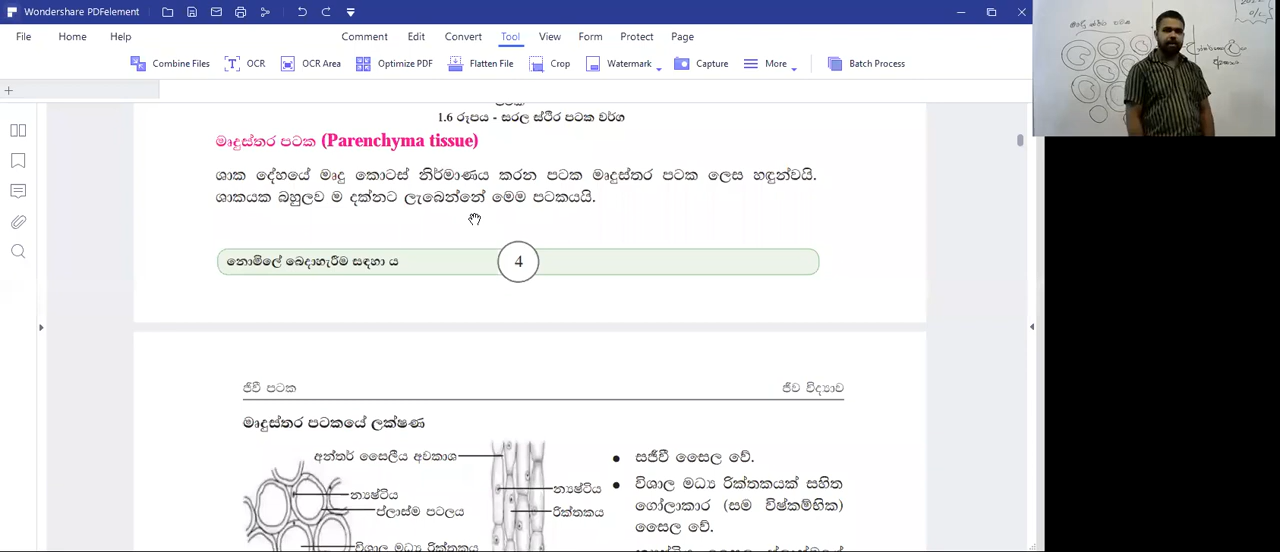 Wondershare PDFelement
File Home Help Comment Edit Convert Tool View Form Protect Page
Combine Files OCR OCR Area Optimize PDF Flatten File Crop Watermark Capture More Batch Process
1.6 රූපය - සරල ස්ථිර පටක වර්ග
මෘදුස්තර පටක (Parenchyma tissue)
ශාක දේහයේ මෘදු කොටස් නිර්මාණය කරන පටක මෘදුස්තර පටක ලෙස හඳුන්වයි.
ශාකයක බහුලව ම දක්නට ලැබෙන්නේ මෙම පටකයයි.
නොමිලේ බෙදාහැරීම සඳහා ය
4
ජීවී පටක
ජීව විද්‍යාව
මෘදුස්තර පටකයේ ලක්ෂණ
අන්තර් සෛලීය අවකාශ
න්‍යෂ්ටිය
ප්ලාස්ම පටලය
විශාල මධ්‍ය රික්තකය
න්‍යෂ්ටිය
රික්තකය
• සජීවී සෛල වේ.
• විශාල මධ්‍ය රික්තකයක් සහිත
ගෝලාකාර (සම විෂ්කම්භික)
සෛල වේ.